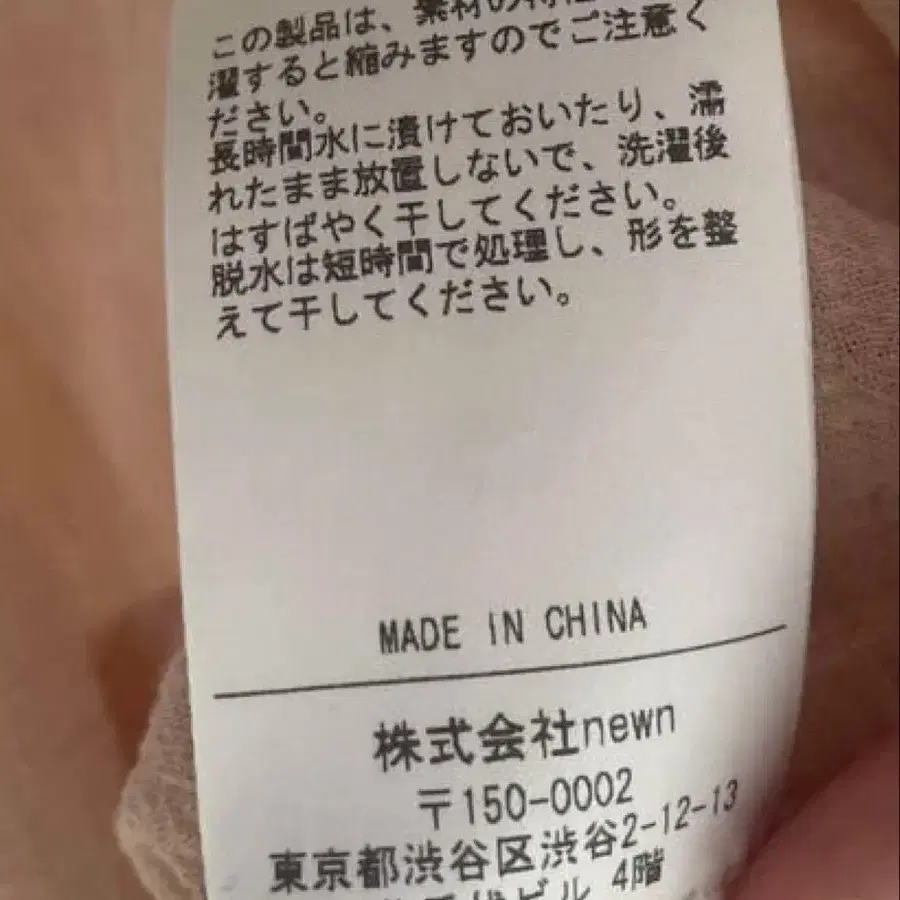 この製品は、素材の特
濯すると縮みますのでご注意く
ださい。
長時間水に漬けておいたり、濡
れたまま放置しないで、洗濯後
はすばやく干してください。
脱水は短時間で処理し、形を整
えて干してください。
MADE IN CHINA
株式会社newn
〒150-0002
東京都渋谷区渋谷2-12-13
ビル 4階